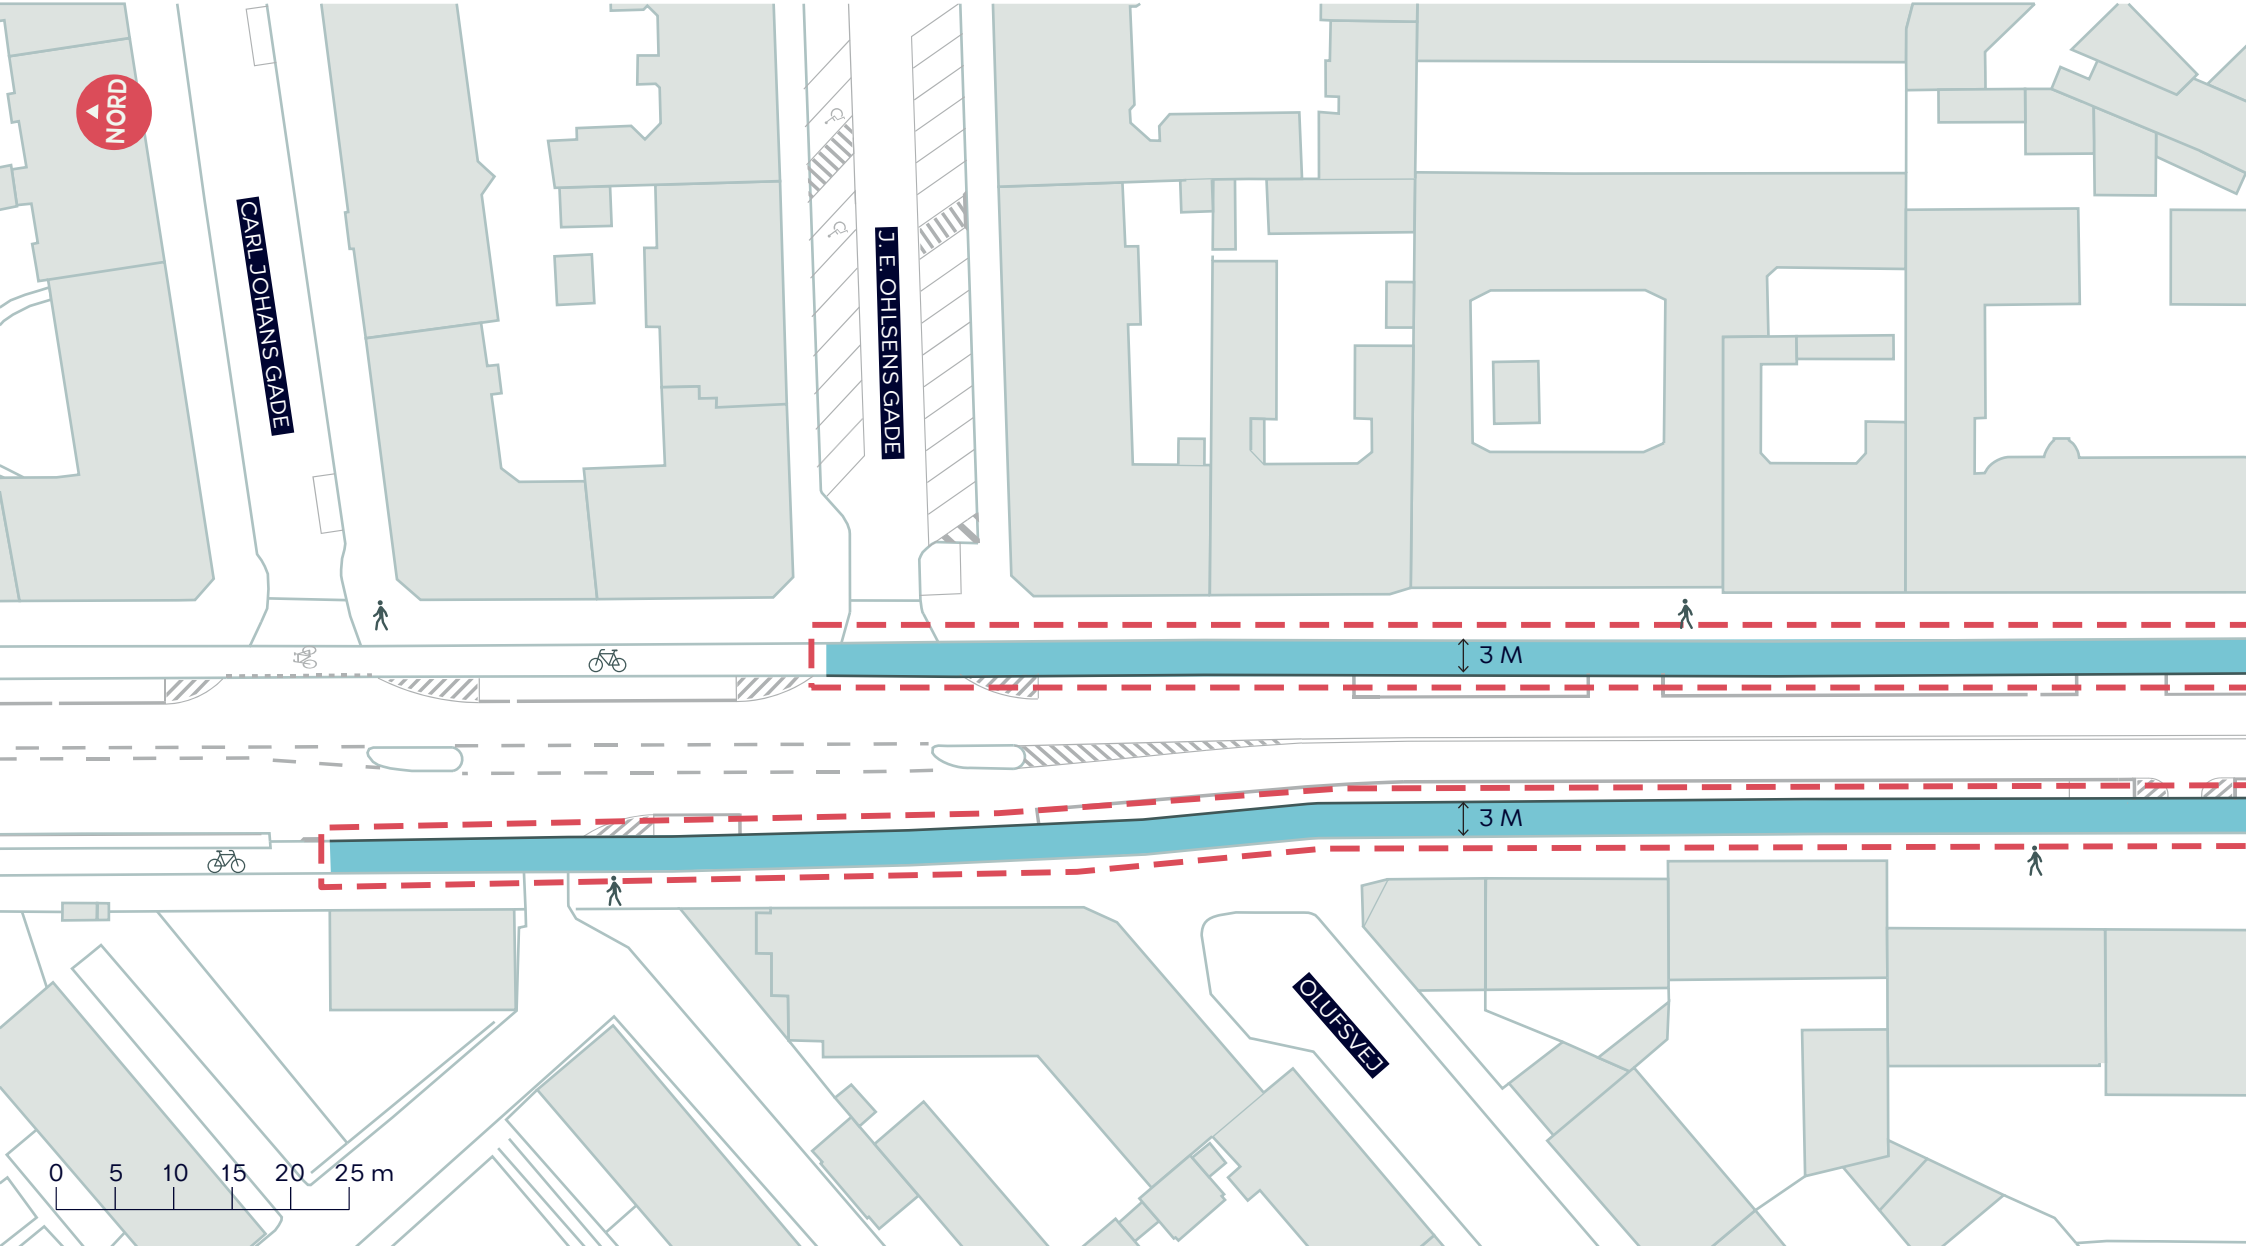 NORD
CARL JOHANS GADE
J. E. OHLSENS GADE
3 M
3 M
OLUFSVEJ
0 5 10 15 20 25 m